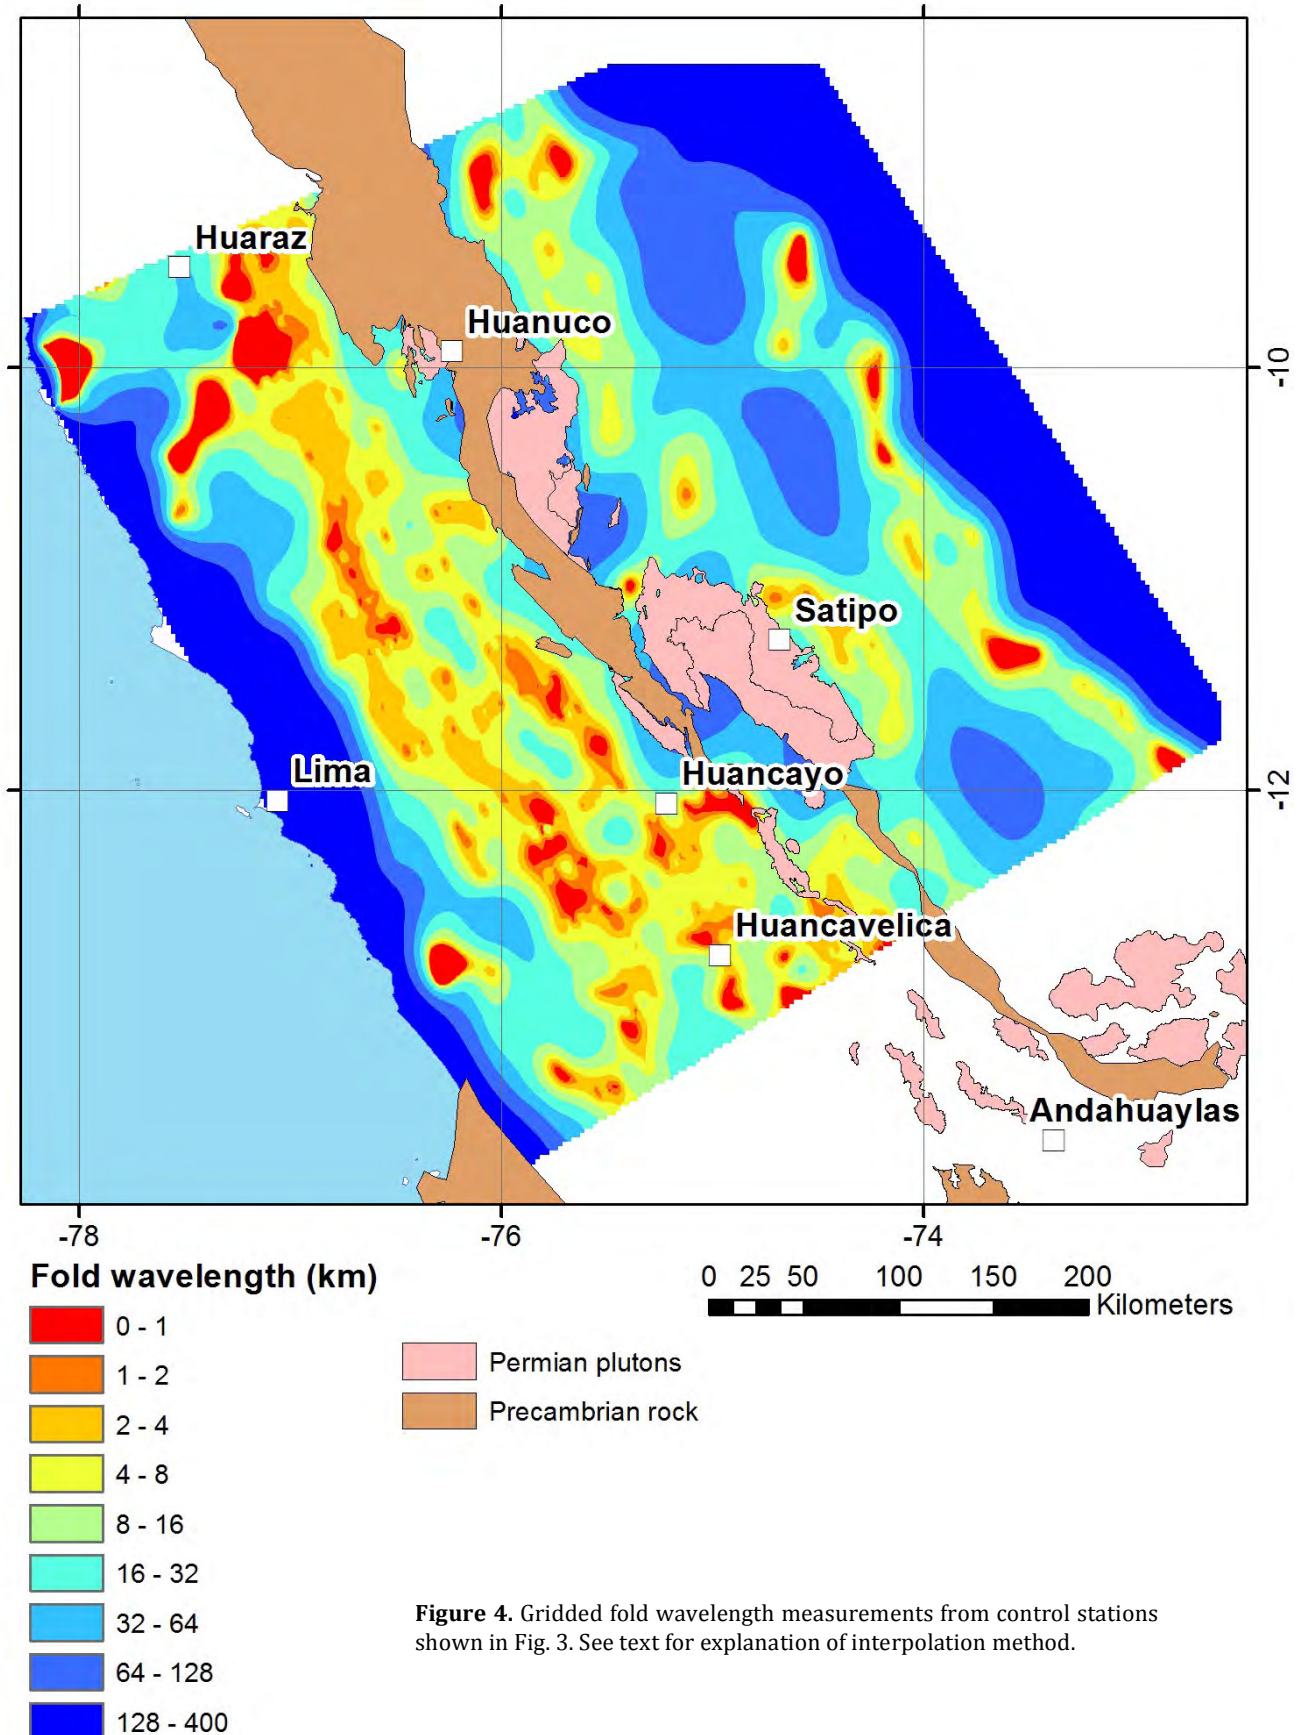 Huaraz
Huanuco
-10
Satipo
Lima
Huancayo
-12
Huancavelica
Andahuaylas
-78
-76
-74
Fold wavelength (km)
0 - 1
1 - 2
2 - 4
4 - 8
8 - 16
16 - 32
32 - 64
64 - 128
128 - 400
Permian plutons
Precambrian rock
0 25 50 100 150 200
Kilometers
Figure 4. Gridded fold wavelength measurements from control stations
shown in Fig. 3. See text for explanation of interpolation method.